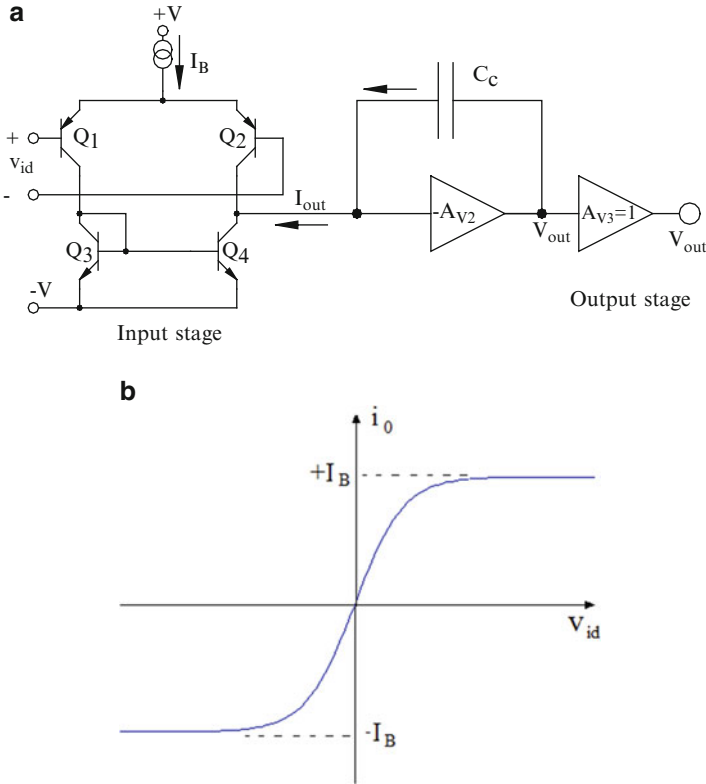 a
+V
I_B
C_C
+
v_id
-
Q_1
Q_2
I_out
-A_V2
A_V3=1
V_out
V_out
Q_3
Q_4
-V
Input stage
Output stage
b
i_0
+I_B
V_id
-I_B